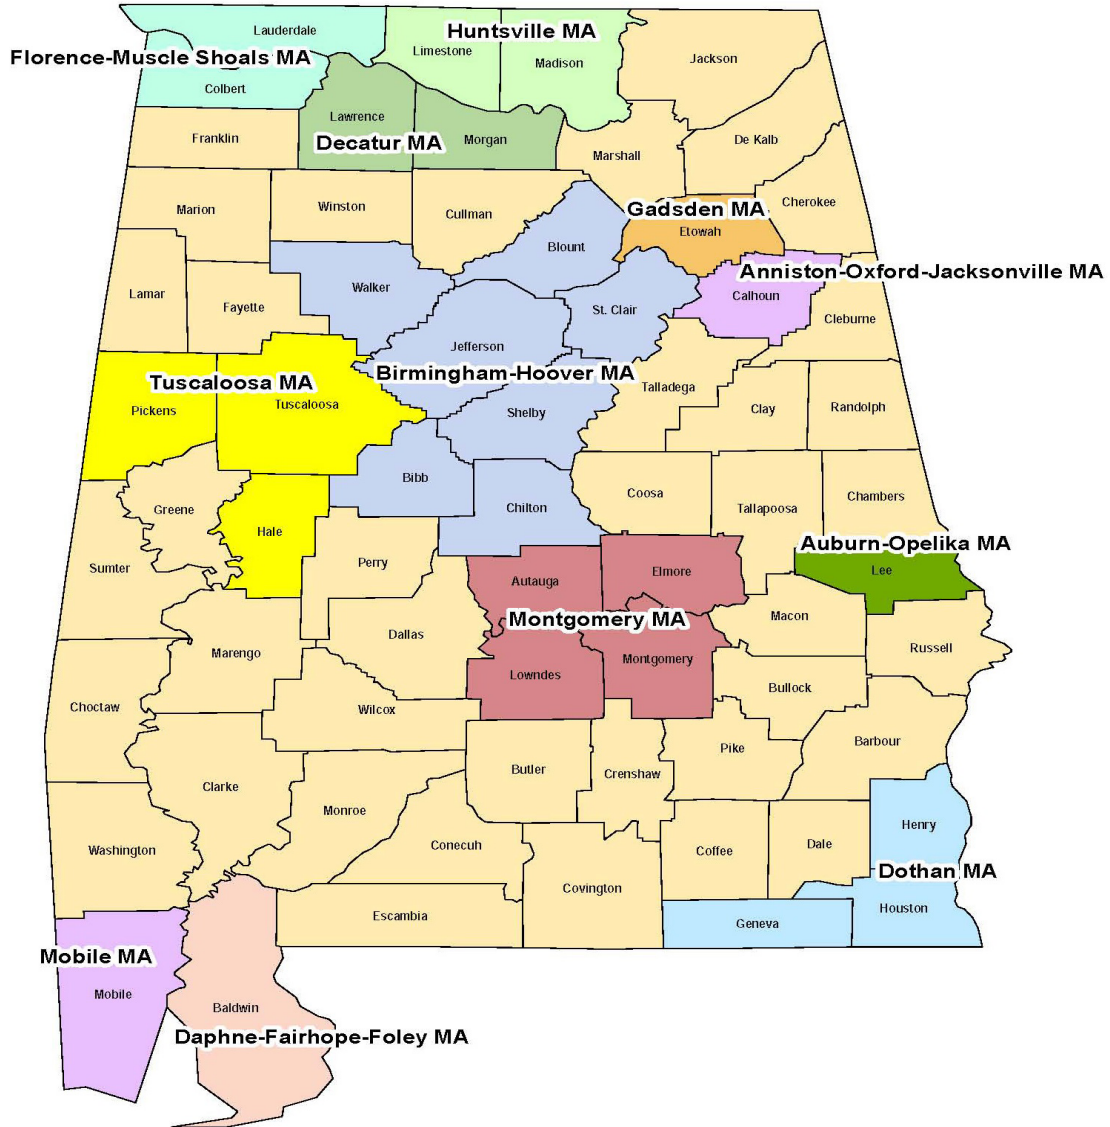 Lauderdale
Huntsville MA
Limestone
Florence-Muscle Shoals MA
Madison
Jackson
Colbert
Lawrence
Franklin
Decatur MA
Morgan
De Kalb
Marshall
Marion
Winston
Cullman
Gadsden MA
Cherokee
Etowah
Blount
Anniston-Oxford-Jacksonville MA
Walker
Lamar
Calhoun
Fayette
St. Clair
Cleburne
Jefferson
Tuscaloosa MA
Birmingham-Hoover MA
Talladega
Pickens
Tuscaloosa
Shelby
Clay
Randolph
Bibb
Coosa
Chambers
Greene
Chilton
Tallapoosa
Hale
Auburn-Opelika MA
Sumter
Perry
Autauga
Elmore
Lee
Montgomery MA
Macon
Dallas
Marengo
Montgomery
Russell
Lowndes
Bullock
Choctaw
Wilcox
Pike
Barbour
Butler
Crenshaw
Clarke
Monroe
Henry
Washington
Conecuh
Coffee
Dale
Dothan MA
Covington
Escambia
Houston
Geneva
Mobile MA
Mobile
Baldwin
Daphne-Fairhope-Foley MA